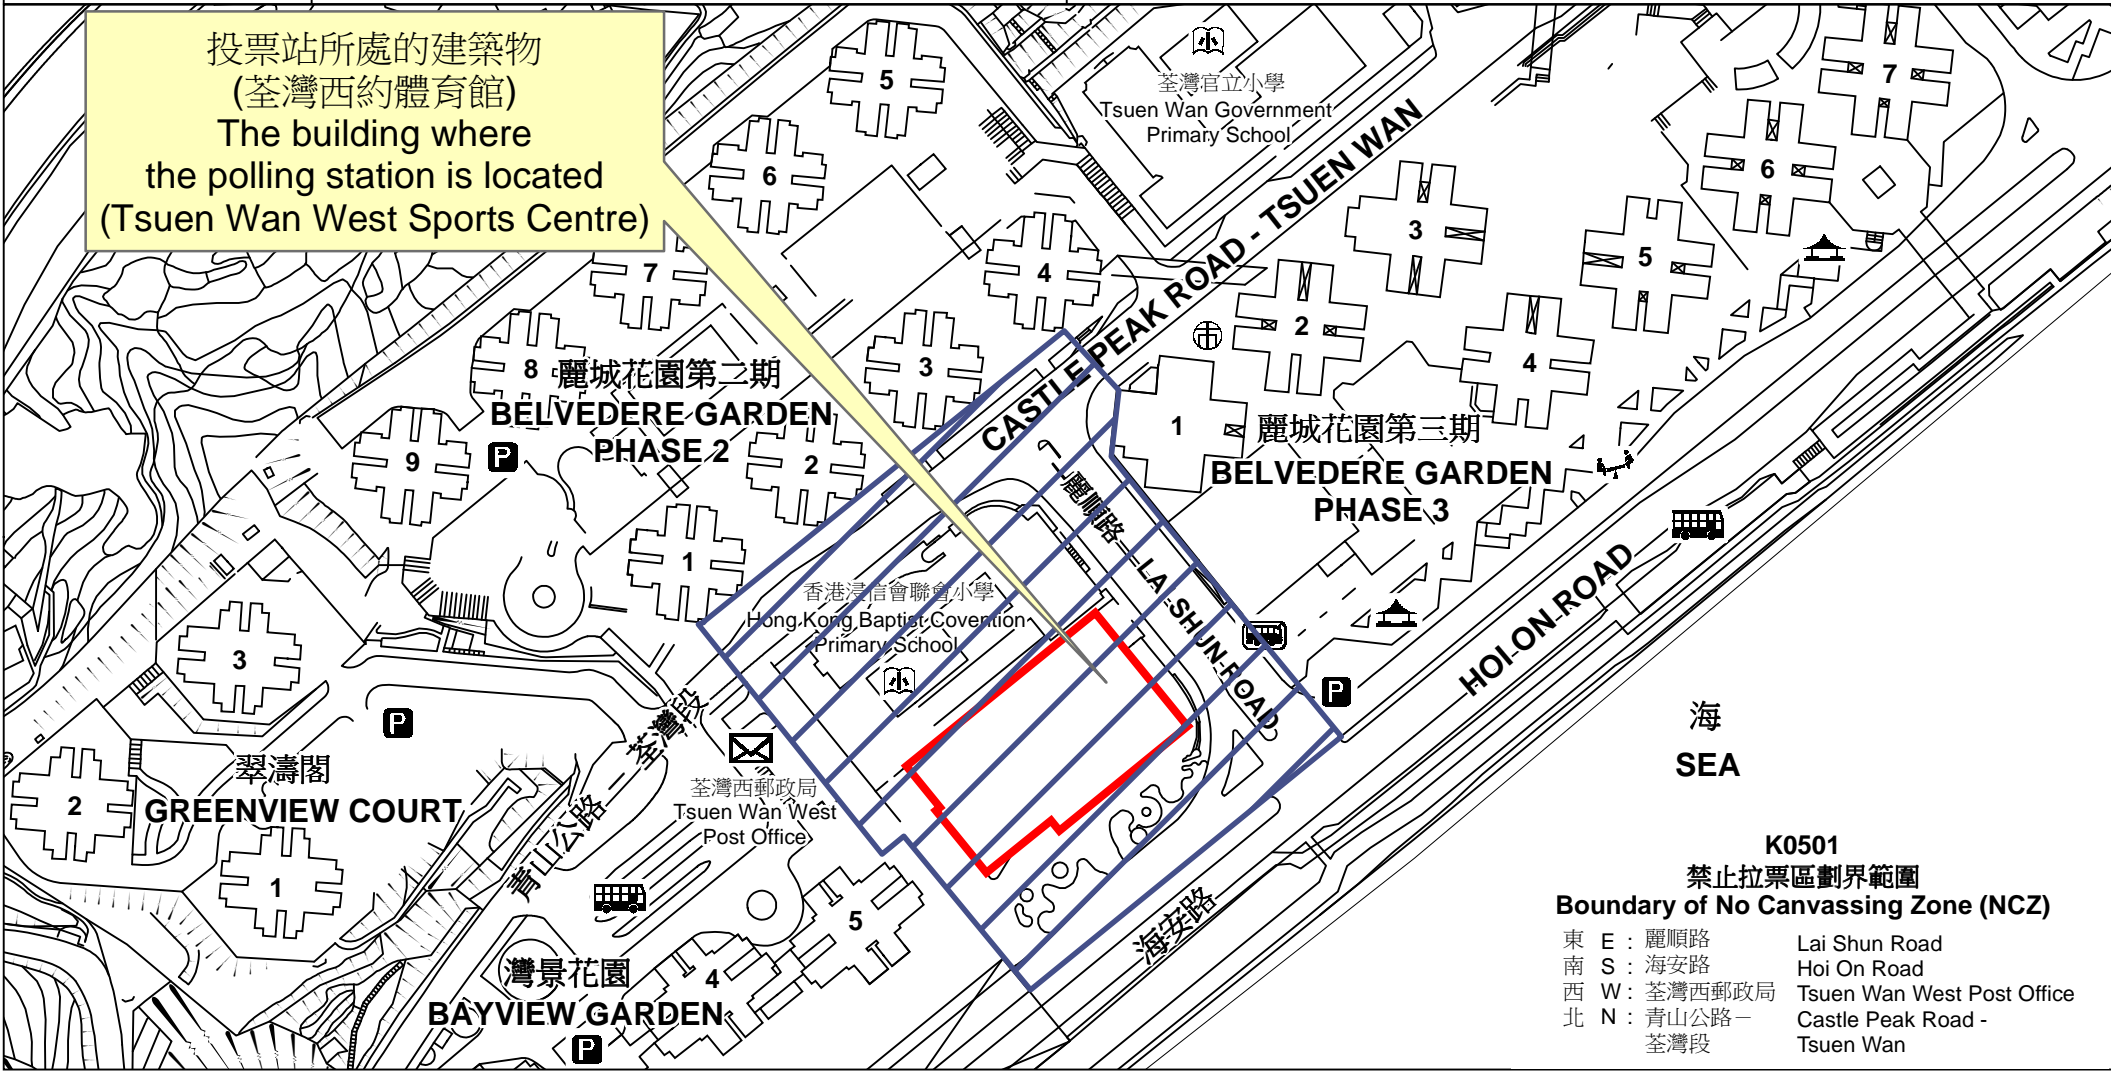 投票站所處的建築物
(荃灣西約體育館)
The building where
the polling station is located
(Tsuen Wan West Sports Centre)
荃灣官立小學
Tsuen Wan Government
Primary School
CASTLE PEAK ROAD - TSUEN WAN
5
6
7
8
9
4
3
2
1
麗城花園第二期
BELVEDERE GARDEN
PHASE 2
P
7
6
5
3
2
4
1
麗城花園第三期
BELVEDERE GARDEN
PHASE 3
麗順路
LAI SHUN ROAD
香港浸信會聯會小學
Hong Kong Baptist Covention
Primary School
小
小
HOI ON ROAD
海安路
P
3
2
1
P
翠濤閣
GREENVIEW COURT
青山公路 - 荃灣段
荃灣西郵政局
Tsuen Wan West
Post Office
5
4
灣景花園
BAYVIEW GARDEN
P
海
SEA
K0501
禁止拉票區劃界範圍
Boundary of No Canvassing Zone (NCZ)
東 E : 麗順路 Lai Shun Road
南 S : 海安路 Hoi On Road
西 W : 荃灣西郵政局 Tsuen Wan West Post Office
北 N : 青山公路－ Castle Peak Road -
荃灣段 Tsuen Wan